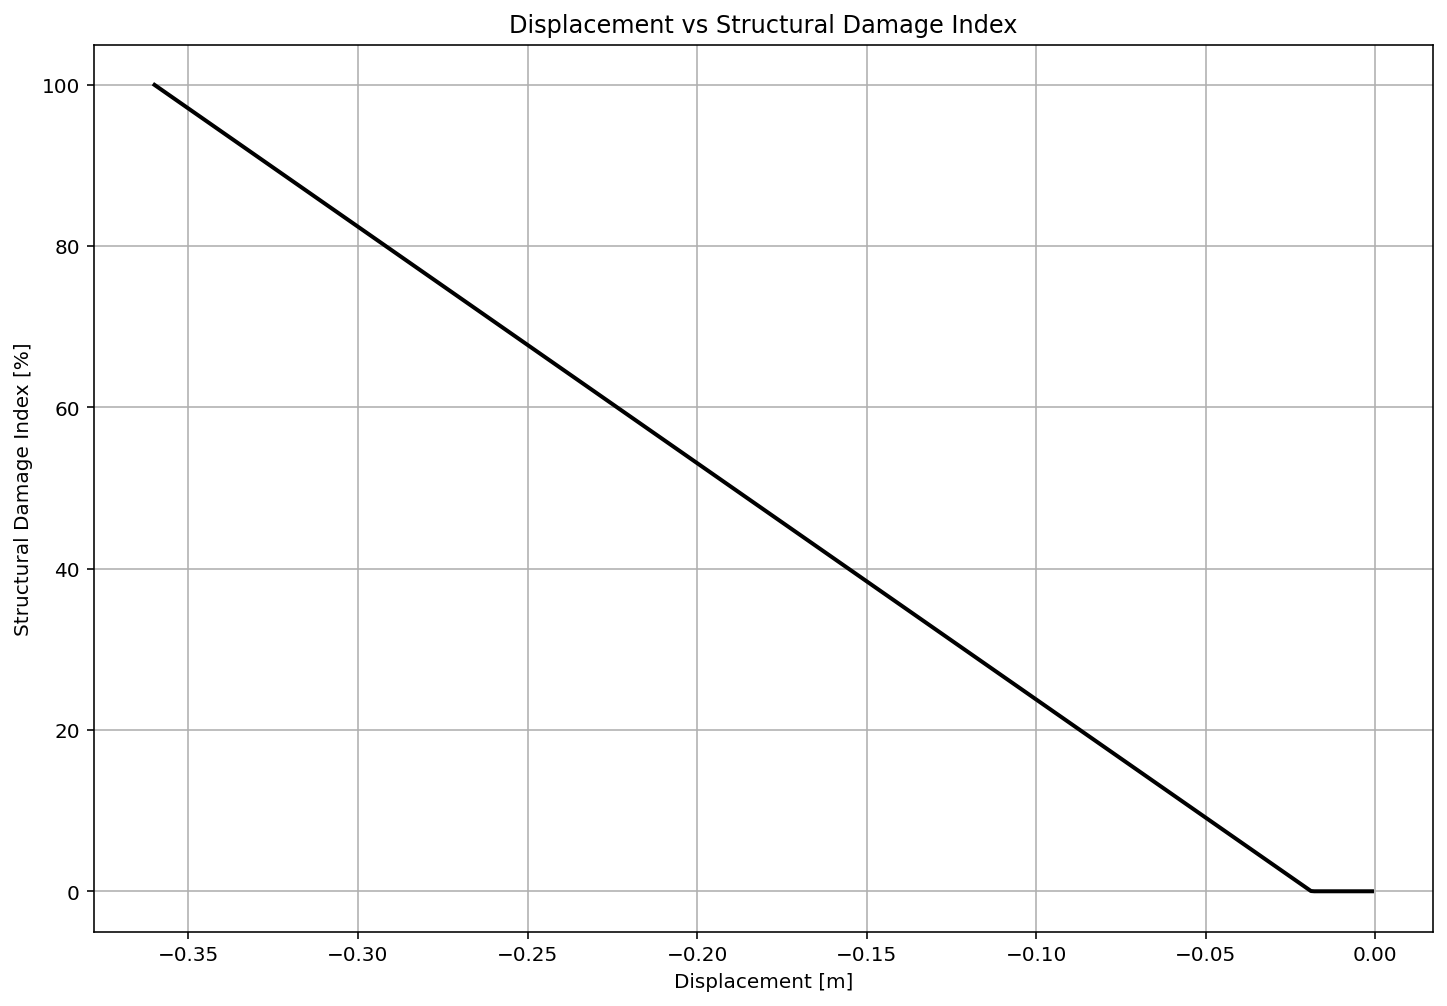 Displacement vs Structural Damage Index
100
80
60
40
20
0
Structural Damage Index [%]
−0.35 −0.30 −0.25 −0.20 −0.15 −0.10 −0.05 0.00
Displacement [m]